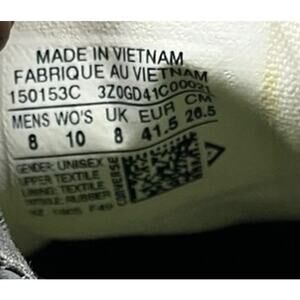 MADE IN VIETNAM
FABRIQUE AU VIETNAM
150153C 3Z0GD41C00021
MENS WO'S UK EUR CM
8 10 8 41.5 26.5
GENDER: UNISEX
UPPER: TEXTILE
LINING: TEXTILE
OUTSOLE: RUBBER
CONVERSE